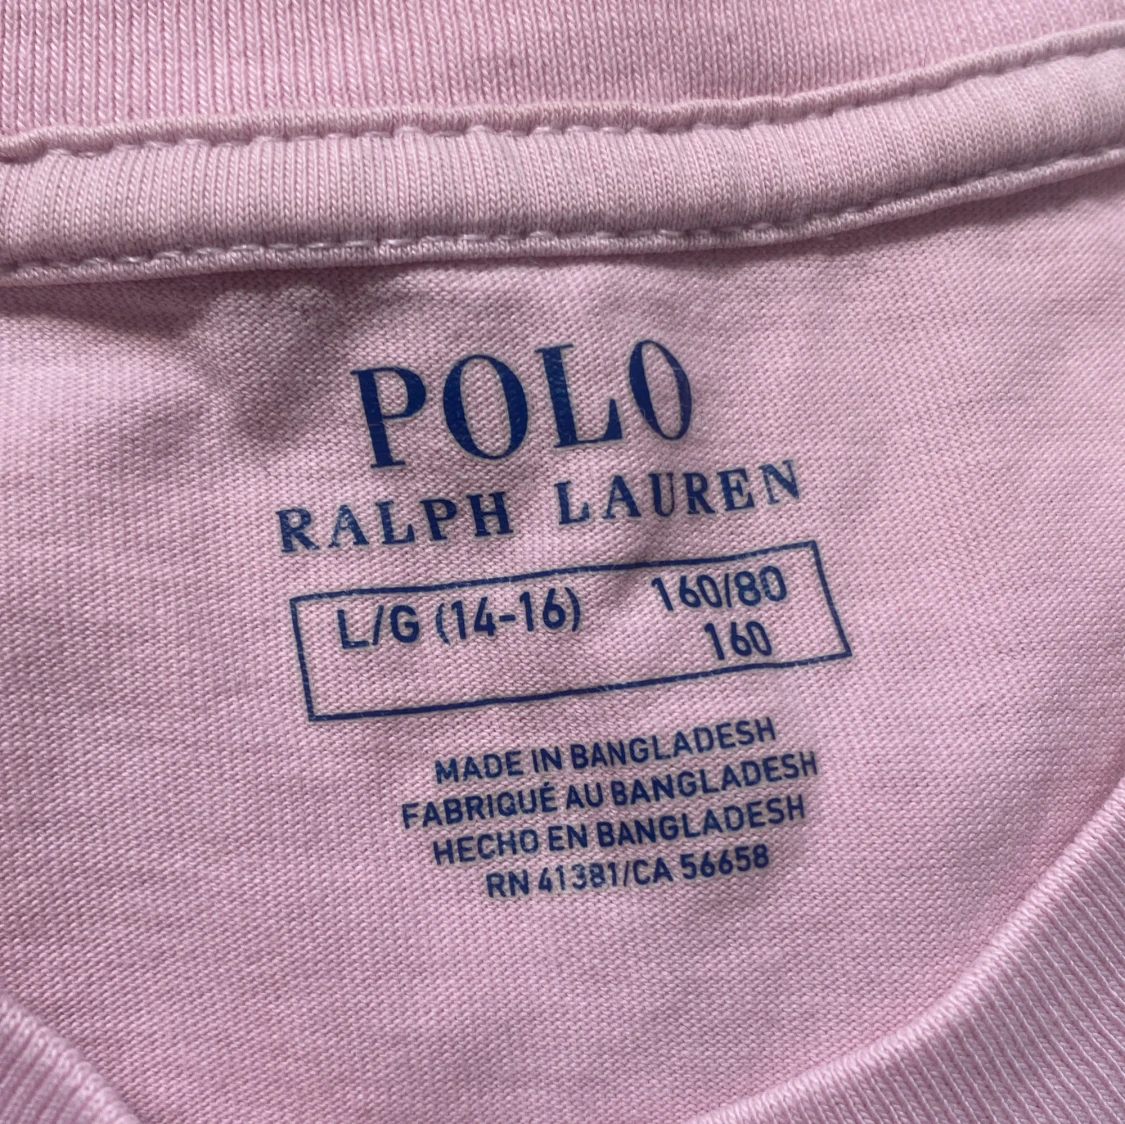 POLO
RALPH LAUREN
L/G (14-16) 160/80
160
MADE IN BANGLADESH
FABRIQUÉ AU BANGLADESH
HECHO EN BANGLADESH
RN 41381/CA 56658